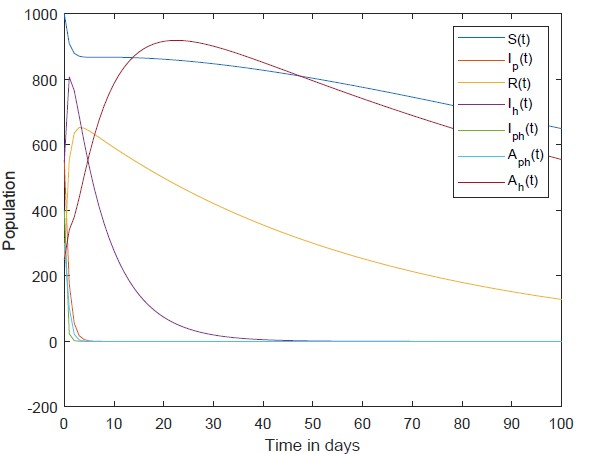 1000
800
600
400
200
0
-200
Population
0 10 20 30 40 50 60 70 80 90 100
Time in days
S(t)
I_p(t)
R(t)
I_h(t)
I_ph(t)
A_ph(t)
A_h(t)